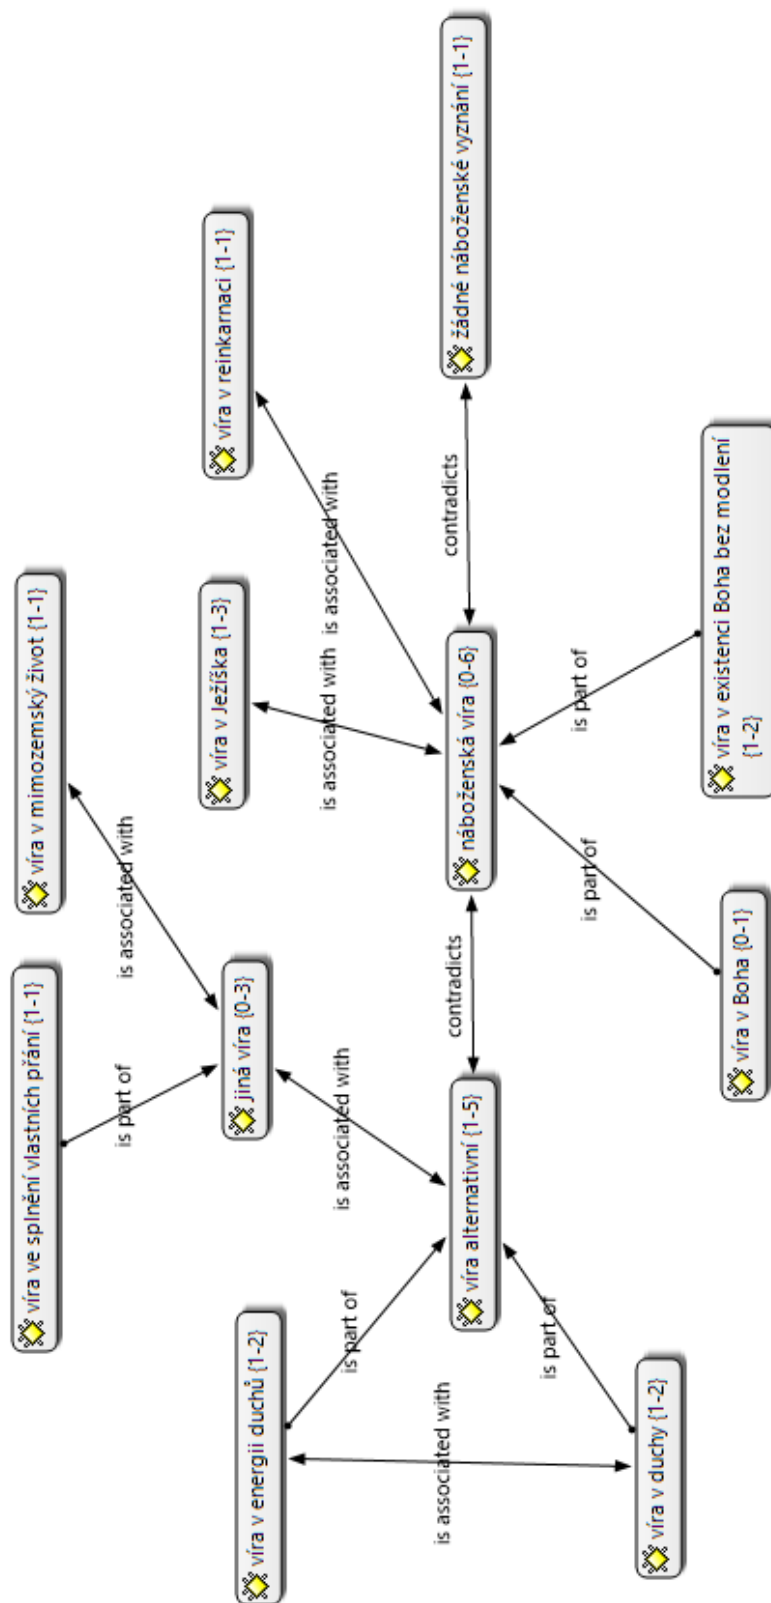 víra ve splnění vlastních přání {1-1}
víra v mimozemský život {1-1}
is part of
is associated with
víra v energii duchů {1-2}
jiná víra {0-3}
víra v Ježíška {1-3}
víra v reinkarnaci {1-1}
is part of
is associated with
is associated with
is associated with
is associated with
víra alternativní {1-5}
contradicts
náboženská víra {0-6}
contradicts
žádné náboženské vyznání {1-1}
is part of
is part of
is part of
víra v duchy {1-2}
víra v Boha {0-1}
víra v existenci Boha bez modlení
{1-2}